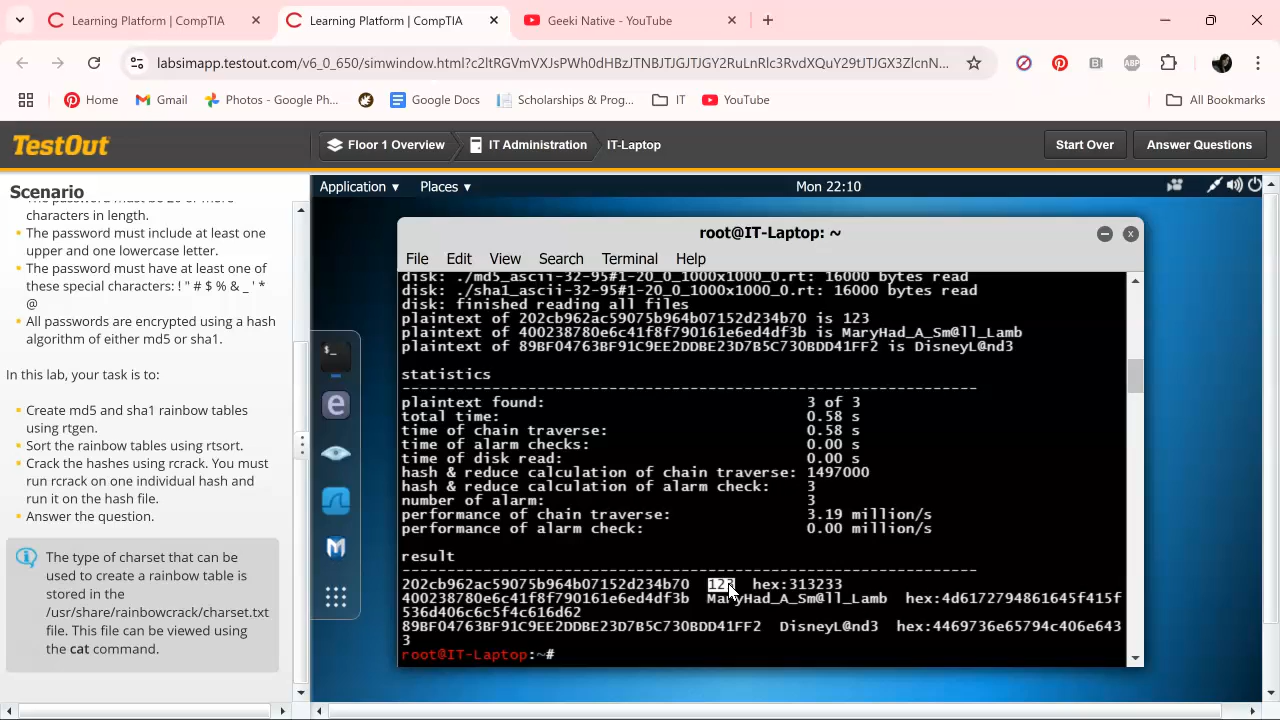 Learning Platform | CompTIA
Learning Platform | CompTIA
Geeki Native - YouTube
labsimapp.testout.com/v6_0_650/simwindow.html?c2ltRGVmVXJsPWh0dHBzJTNBJTJGJTJGY2RuLnRlc3RvdXQuY29tJTJGX3ZlcnN...
Home
Gmail
Photos - Google Ph...
Google Docs
Scholarships & Prog...
IT
YouTube
All Bookmarks
TestOut
Floor 1 Overview
IT Administration
IT-Laptop
Start Over
Answer Questions
Scenario
characters in length.
The password must include at least one
upper and one lowercase letter.
The password must have at least one of
these special characters: ! " # $ % & _ ' *
@
All passwords are encrypted using a hash
algorithm of either md5 or sha1.
In this lab, your task is to:
Create md5 and sha1 rainbow tables
using rtgen.
Sort the rainbow tables using rtsort.
Crack the hashes using rcrack. You must
run rcrack on one individual hash and
run it on the hash file.
Answer the question.
The type of charset that can be
used to create a rainbow table is
stored in the
/usr/share/rainbowcrack/charset.txt
file. This file can be viewed using
the cat command.
Application
Places
Mon 22:10
root@IT-Laptop: ~
File Edit View Search Terminal Help
disk: ./md5_ascii-32-95#1-20_0_1000x1000_0.rt: 16000 bytes read
disk: ./sha1_ascii-32-95#1-20_0_1000x1000_0.rt: 16000 bytes read
disk: finished reading all files
plaintext of 202cb962ac59075b964b07152d234b70 is 123
plaintext of 400238780e6c41f8f790161e6ed4df3b is MaryHad_A_Sm@ll_Lamb
plaintext of 89BF04763BF91C9EE2DDBE23D7B5C730BDD41FF2 is DisneyL@nd3
statistics
----------------------------------------------------------------
plaintext found: 3 of 3
total time: 0.58 s
time of chain traverse: 0.58 s
time of alarm checks: 0.00 s
time of disk read: 0.00 s
hash & reduce calculation of chain traverse: 1497000
hash & reduce calculation of alarm check: 3
number of alarm: 3
performance of chain traverse: 3.19 million/s
performance of alarm check: 0.00 million/s
result
----------------------------------------------------------------
202cb962ac59075b964b07152d234b70 123 hex:313233
400238780e6c41f8f790161e6ed4df3b MaryHad_A_Sm@ll_Lamb hex:4d6172794861645f415f
536d406c6c5f4c616d62
89BF04763BF91C9EE2DDBE23D7B5C730BDD41FF2 DisneyL@nd3 hex:4469736e65794c406e643
3
root@IT-Laptop:~#